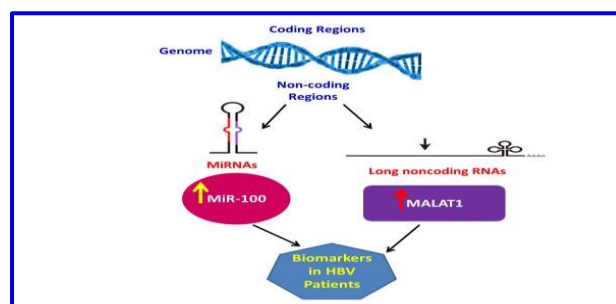 Coding Regions
Genome
Non-coding
Regions
MiRNAs
Long noncoding RNAs
MiR-100
MALAT1
Biomarkers
in HBV
Patients